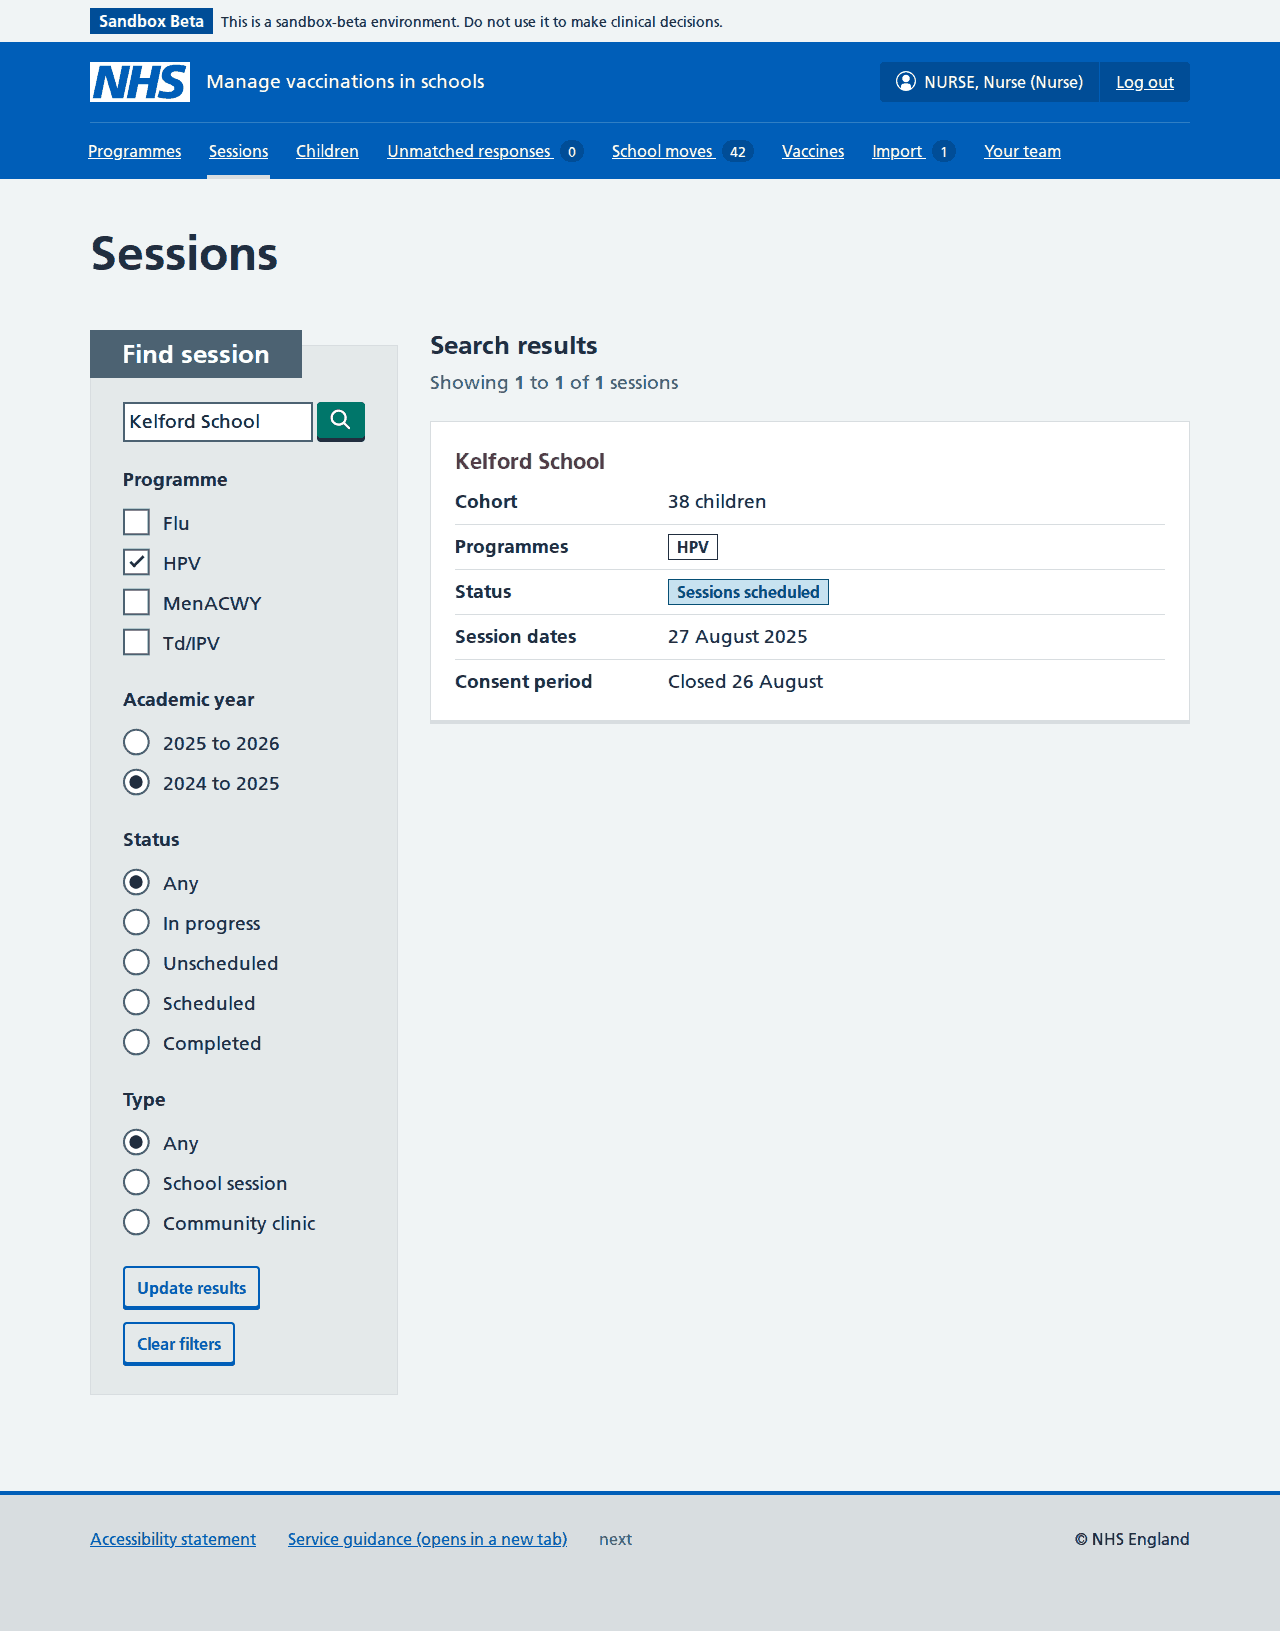 Sandbox Beta This is a sandbox-beta environment. Do not use it to make clinical decisions.
NHS Manage vaccinations in schools NURSE, Nurse (Nurse) Log out
Programmes Sessions Children Unmatched responses 0 School moves 42 Vaccines Import 1 Your team
Sessions
Find session
Kelford School
Programme
Flu
HPV
MenACWY
Td/IPV
Academic year
2025 to 2026
2024 to 2025
Status
Any
In progress
Unscheduled
Scheduled
Completed
Type
Any
School session
Community clinic
Update results
Clear filters
Search results
Showing 1 to 1 of 1 sessions
Kelford School
Cohort 38 children
Programmes HPV
Status Sessions scheduled
Session dates 27 August 2025
Consent period Closed 26 August
Accessibility statement Service guidance (opens in a new tab) next © NHS England